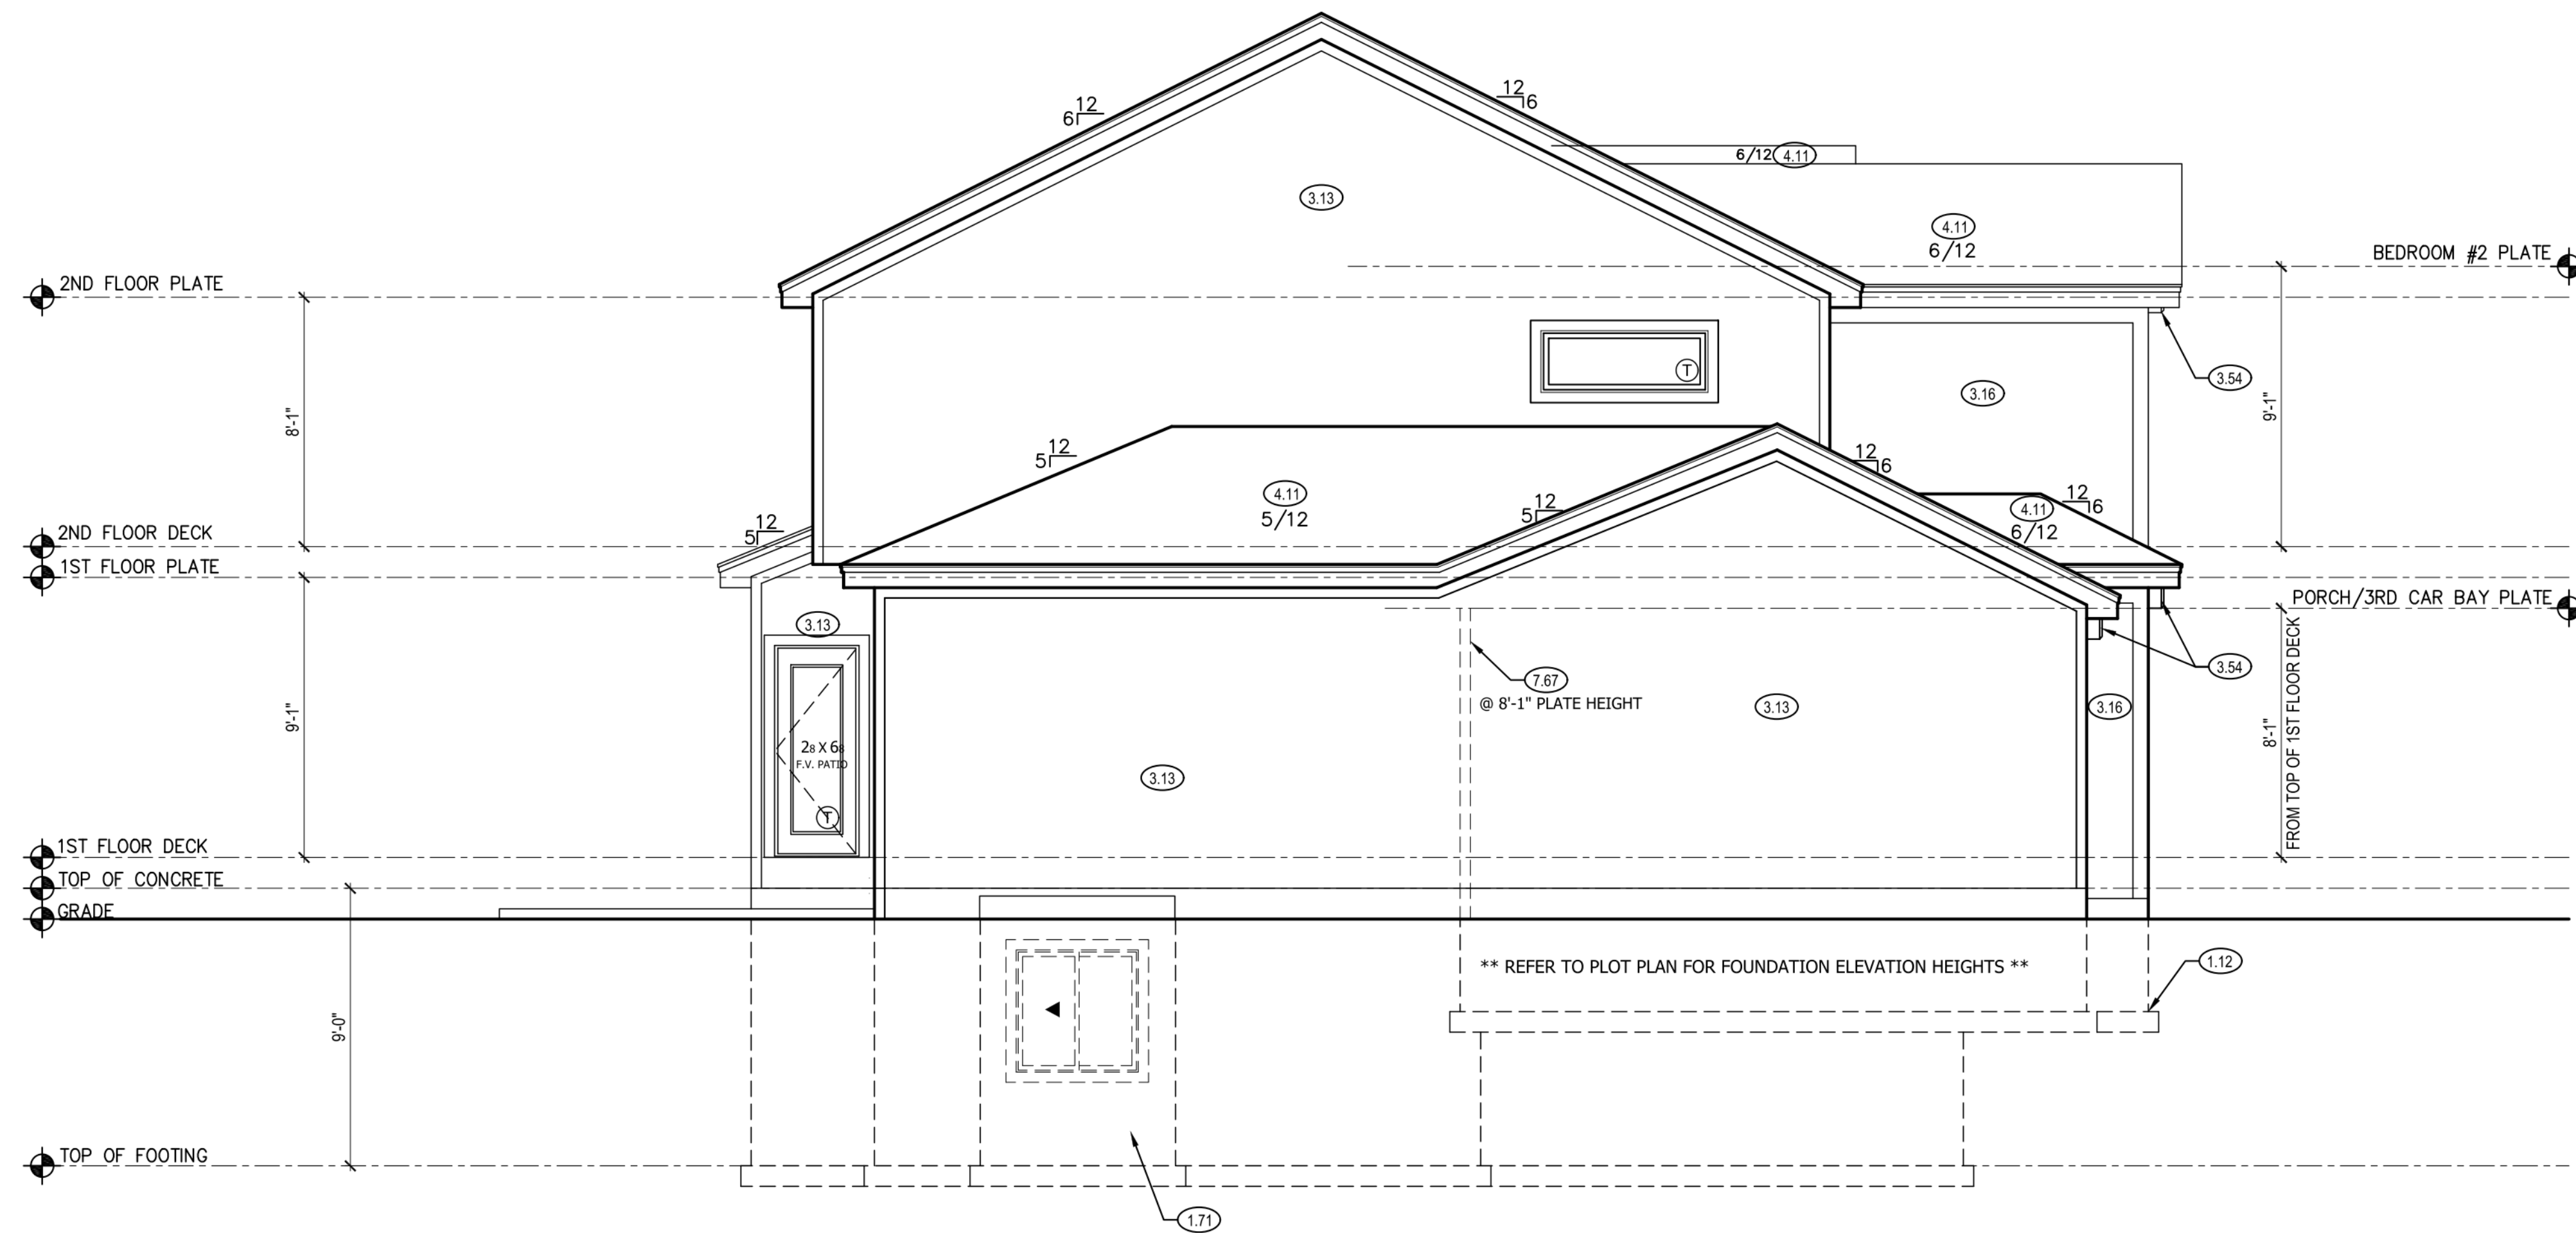 12
6
12
6
6/12 4.11
3.13
4.11
6/12
BEDROOM #2 PLATE
2ND FLOOR PLATE
3.54
T
3.16
8'-1"
9'-1"
12
5
12
6
4.11
5/12
12
5
12
6
4.11
6/12
12
5
2ND FLOOR DECK
1ST FLOOR PLATE
PORCH/3RD CAR BAY PLATE
3.13
3.54
7.67
@ 8'-1" PLATE HEIGHT
3.13
3.16
9'-1"
8'-1"
FROM TOP OF 1ST FLOOR DECK
28 X 68
F.V. PATIO
3.13
T
1ST FLOOR DECK
TOP OF CONCRETE
GRADE
** REFER TO PLOT PLAN FOR FOUNDATION ELEVATION HEIGHTS **
1.12
9'-0"
TOP OF FOOTING
1.71